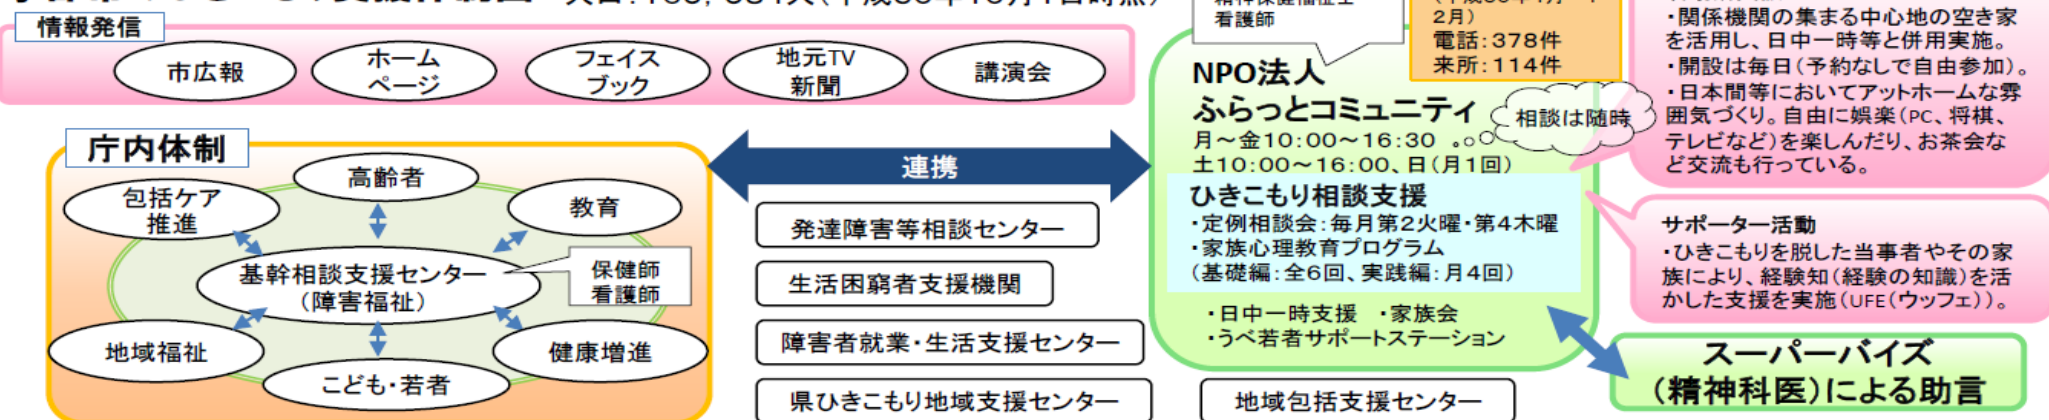 人口:
平成
10月1日時点)
情報発信
市広報
ホーム
ページ
フェイス
ブック
地元TV
新聞
講演会
庁内体制
高齢者
包括ケア
推進
教育
基幹相談支援センター
(障害福祉)
保健師
看護師
地域福祉
健康増進
こども・若者
連携
発達障害等相談センター
生活困窮者支援機関
障害者就業・生活支援センター
県ひきこもり地域支援センター
看護師
2月)
電話:378件
来所:114件
NPO法人
ふらっとコミュニティ
月～金10:00～16:30
土10:00～16:00、日(月1回)
相談は随時
ひきこもり相談支援
・定例相談会:毎月第2火曜・第4木曜
・家族心理教育プログラム
(基礎編:全6回、実践編:月4回)
・日中一時支援 ・家族会
・うべ若者サポートステーション
地域包括支援センター
・関係機関の集まる中心地の空き家
を活用し、日中一時等と併用実施。
・開設は毎日(予約なしで自由参加)。
・日本間等においてアットホームな雰
囲気づくり。自由に娯楽(PC、将棋、
テレビなど)を楽しんだり、お茶会な
ど交流も行っている。
サポーター活動
・ひきこもりを脱した当事者やその家
族により、経験知(経験の知識)を活
かした支援を実施(UFE(ウッフェ))。
スーパーバイズ
(精神科医)による助言